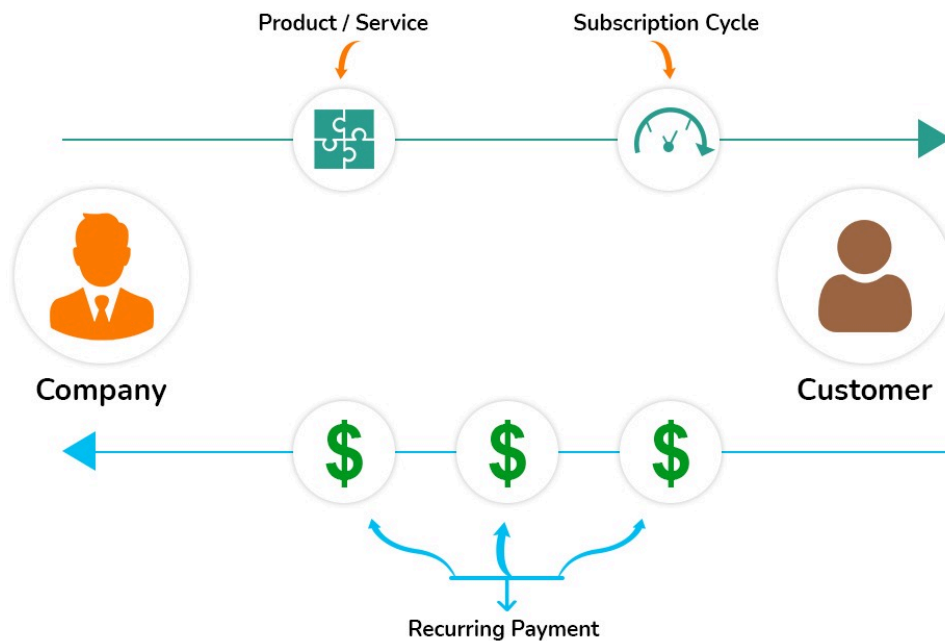 Product / Service
Subscription Cycle
Company
Customer
$ $ $
Recurring Payment